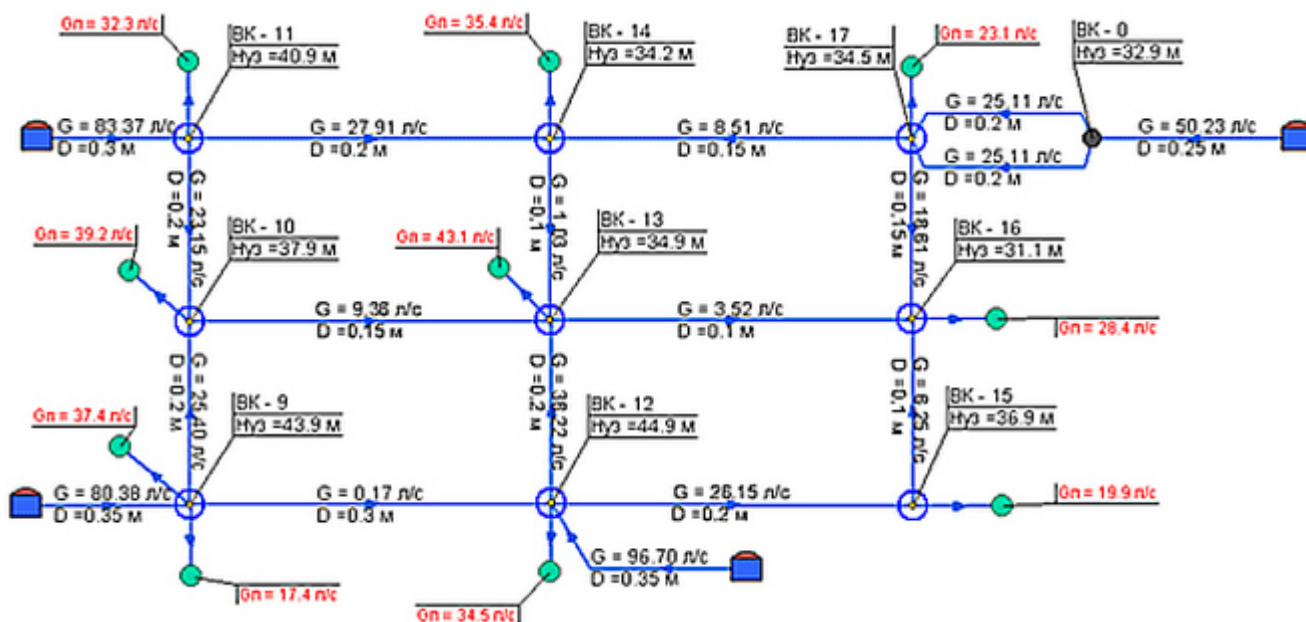 Gп = 32.3 л/с
ВК - 11
Нуз =40.9 м
Gп = 35.4 л/с
ВК - 14
Нуз =34.2 м
ВК - 17
Нуз =34.5 м
Gп = 23.1 л/с
ВК - 0
Нуз =32.9 м
G = 83.37 л/с
D =0.3 м
G = 27.91 л/с
D =0.2 м
G = 8.51 л/с
D =0.15 м
G = 25.11 л/с
D =0.2 м
G = 25.11 л/с
D =0.2 м
G = 50.23 л/с
D =0.25 м
G = 23.15 л/с
D =0.2 м
G = 1.03 л/с
D =0.1 м
G = 18.61 л/с
D =0.15 м
Gп = 39.2 л/с
ВК - 10
Нуз =37.9 м
Gп = 43.1 л/с
ВК - 13
Нуз =34.9 м
ВК - 16
Нуз =31.1 м
G = 9.36 л/с
D =0.15 м
G = 3.52 л/с
D =0.1 м
Gп = 28.4 л/с
G = 25.40 л/с
D =0.2 м
G = 36.22 л/с
D =0.2 м
G = 6.25 л/с
D =0.1 м
Gп = 37.4 л/с
ВК - 9
Нуз =43.9 м
ВК - 12
Нуз =44.9 м
ВК - 15
Нуз =36.9 м
G = 80.38 л/с
D =0.35 м
G = 0.17 л/с
D =0.3 м
G = 26.15 л/с
D =0.2 м
Gп = 19.9 л/с
G = 96.70 л/с
D =0.35 м
Gп = 17.4 л/с
Gп = 34.5 л/с